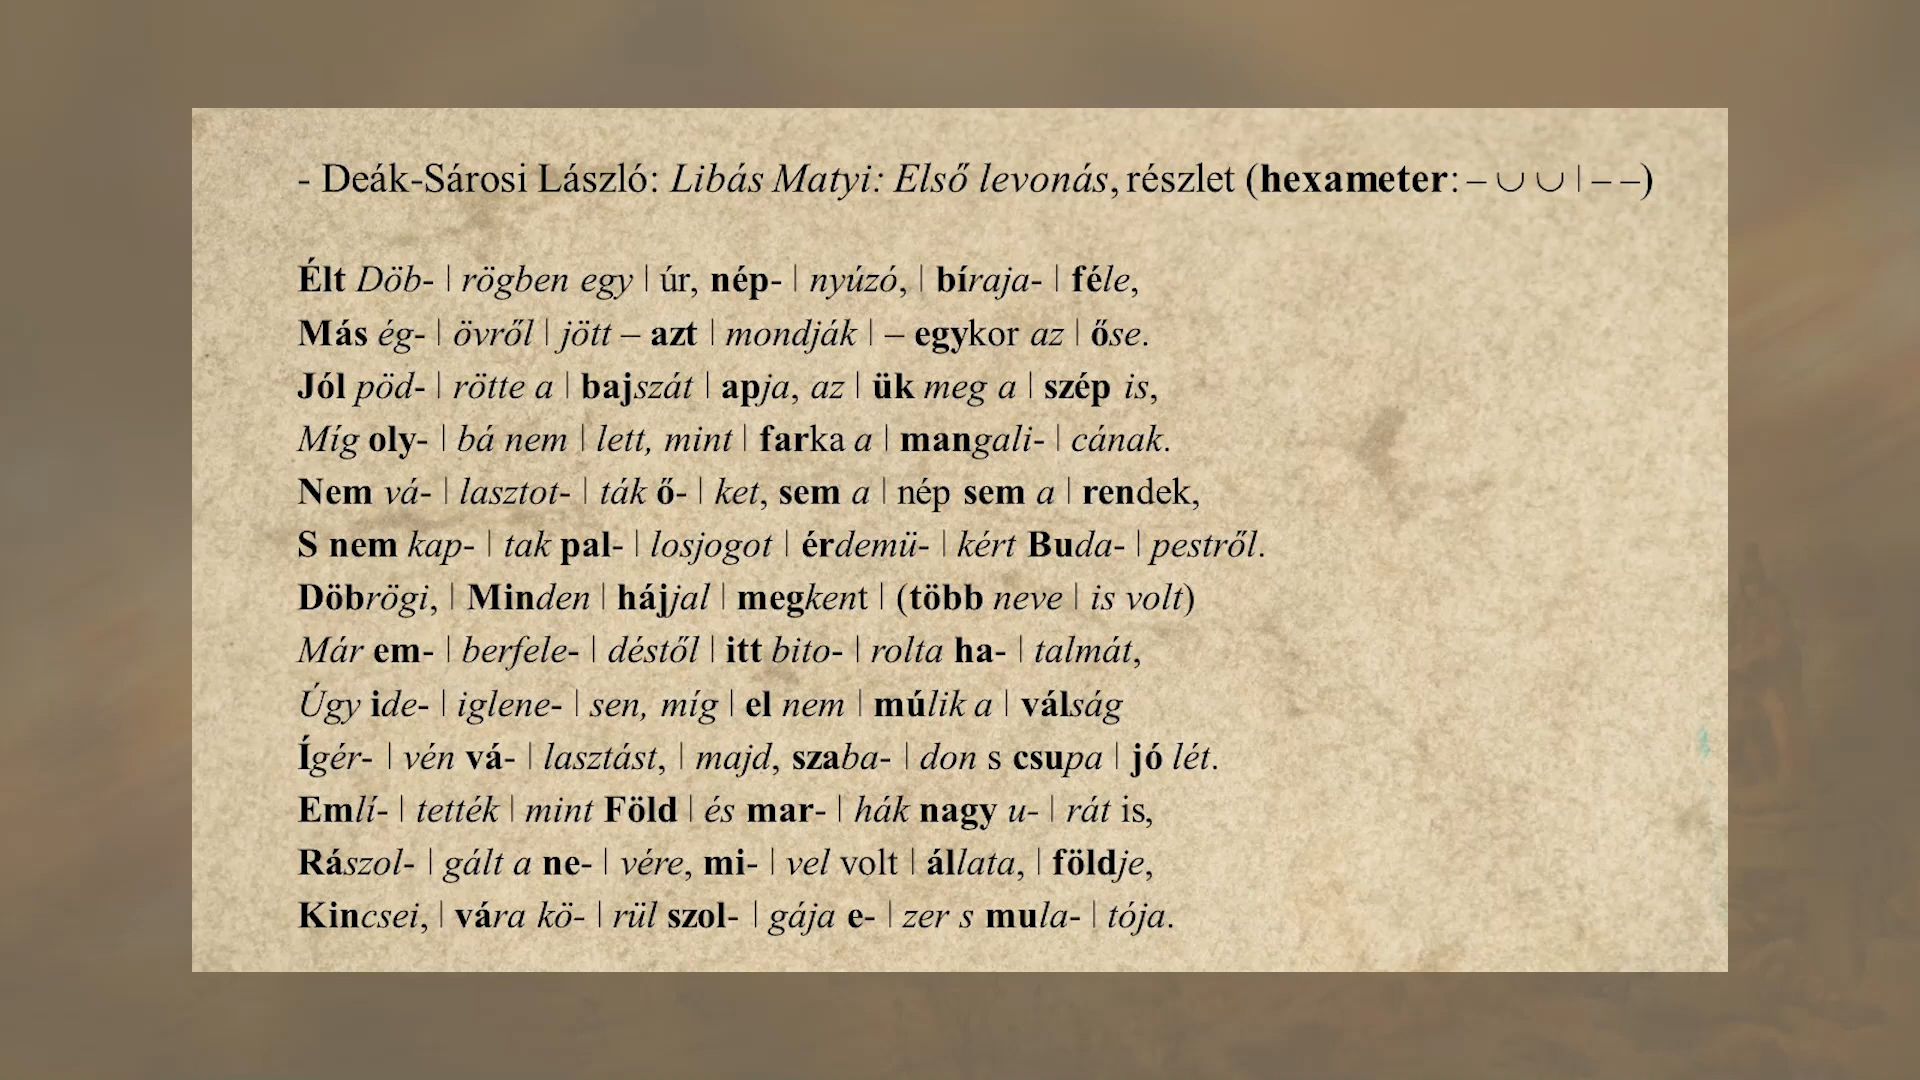 - Deák-Sárosi László: Libás Matyi: Első levonás, részlet (hexameter: – ∪ ∪ | – –)
Élt Döb- | rögben egy | úr, nép- | nyúzó, | bíraja- | féle,
Más ég- | övről | jött – azt | mondják | – egykor az | őse.
Jól pöd- | rötte a | bajszát | apja, az | ük meg a | szép is,
Míg oly- | bá nem | lett, mint | farka a | mangali- | cának.
Nem vá- | lasztot- | ták ő- | ket, sem a | nép sem a | rendek,
S nem kap- | tak pal- | losjogot | érdemü- | kért Buda- | pestről.
Döbrögi, | Minden | hájjal | megkent | (több neve | is volt)
Már em- | berfele- | déstől | itt bito- | rolta ha- | talmát,
Úgy ide- | iglene- | sen, míg | el nem | múlik a | válság
Ígér- | vén vá- | lasztást, | majd, szaba- | don s csupa | jó lét.
Emlí- | tették | mint Föld | és mar- | hák nagy u- | rát is,
Rászol- | gált a ne- | vére, mi- | vel volt | állata, | földje,
Kincsei, | vára kö- | rül szol- | gája e- | zer s mula- | tója.